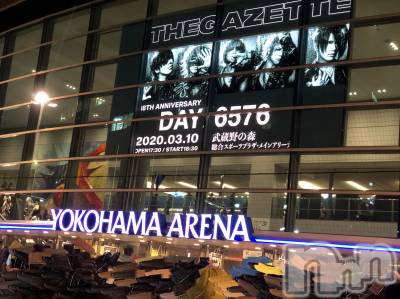 THE GAZETTE
18TH ANNIVERSARY
DAY 6576
2020.03.10
OPEN17:30 / START18:30
武蔵野の森
総合スポーツプラザ・メインアリーナ
YOKOHAMA ARENA